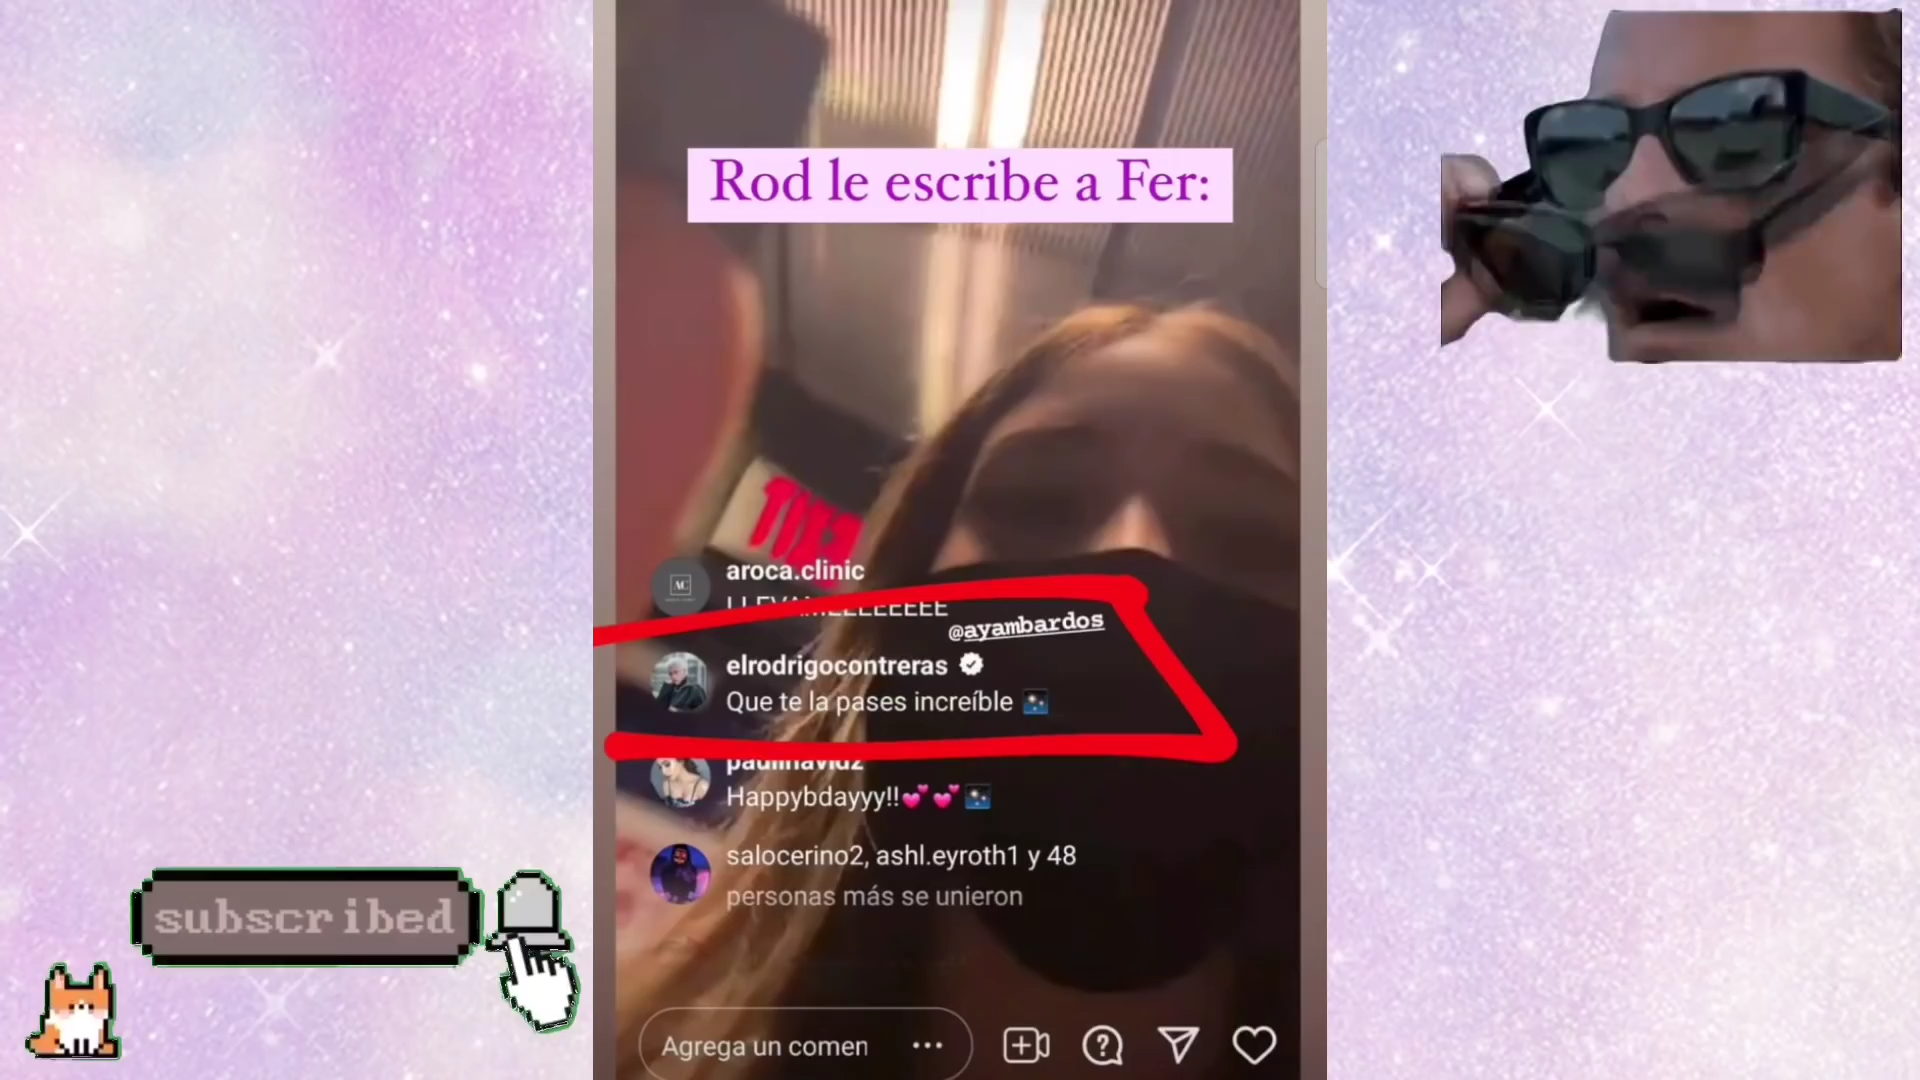 Rod le escribe a Fer:
aroca.clinic
@ayambardos
elrodrigocontreras
Que te la pases increíble
Happybdayyy!!💕💕
salocerino2, ashl.eyroth1 y 48
personas más se unieron
Agrega un comen
subscribed
AC